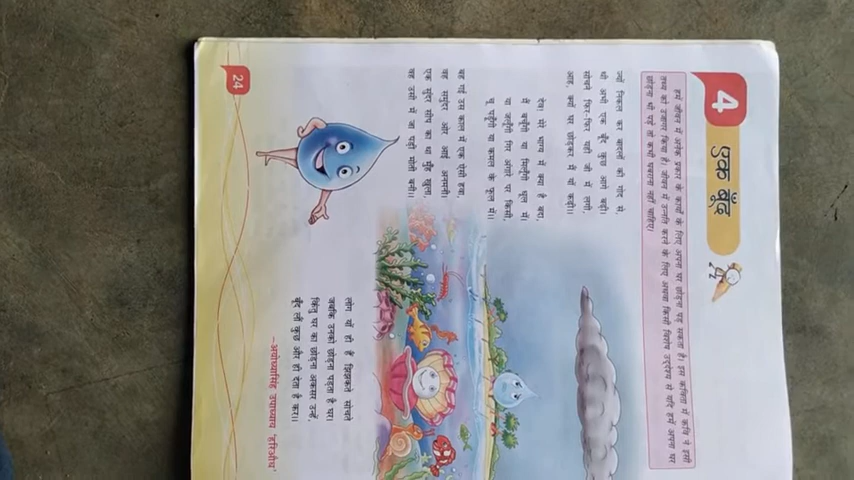 4
एक बूँद
हमें जीवन में अनेक प्रकार के कार्यों के लिए अपना घर छोड़ना पड़ सकता है। इस कविता में कवि ने इसी
तथ्य को उजागर किया है। जीवन में उन्नति करने के लिए अथवा किसी विशेष उद्देश्य से यदि हमें अपना घर
छोड़ना भी पड़े तो कभी घबराना नहीं चाहिए।
ज्यों निकल कर बादलों की गोद से,
थी अभी एक बूँद कुछ आगे बढ़ी।
सोचने फिर-फिर यही जी में लगी,
आह, क्यों घर छोड़कर मैं यों कढ़ी।।
दैव! मेरे भाग्य में क्या है बदा,
मैं बचूँगी या मिलूँगी धूल में।
या जलूँगी गिर अंगारे पर किसी,
चू पड़ूँगी या कमल के फूल में।।
बह गई उस काल में एक ऐसी हवा,
वह समुंदर ओर आई अनमनी।
एक सुंदर सीप का था मुँह खुला,
वह उसी में जा पड़ी मोती बनी।।
लोग यों ही हैं झिझकते सोचते
जबकि उनको छोड़ना पड़ता है घर।
किंतु घर का छोड़ना अकसर उन्हें,
बूँद लौं कुछ और ही देता है कर।।
–अयोध्यासिंह उपाध्याय 'हरिऔध'
24